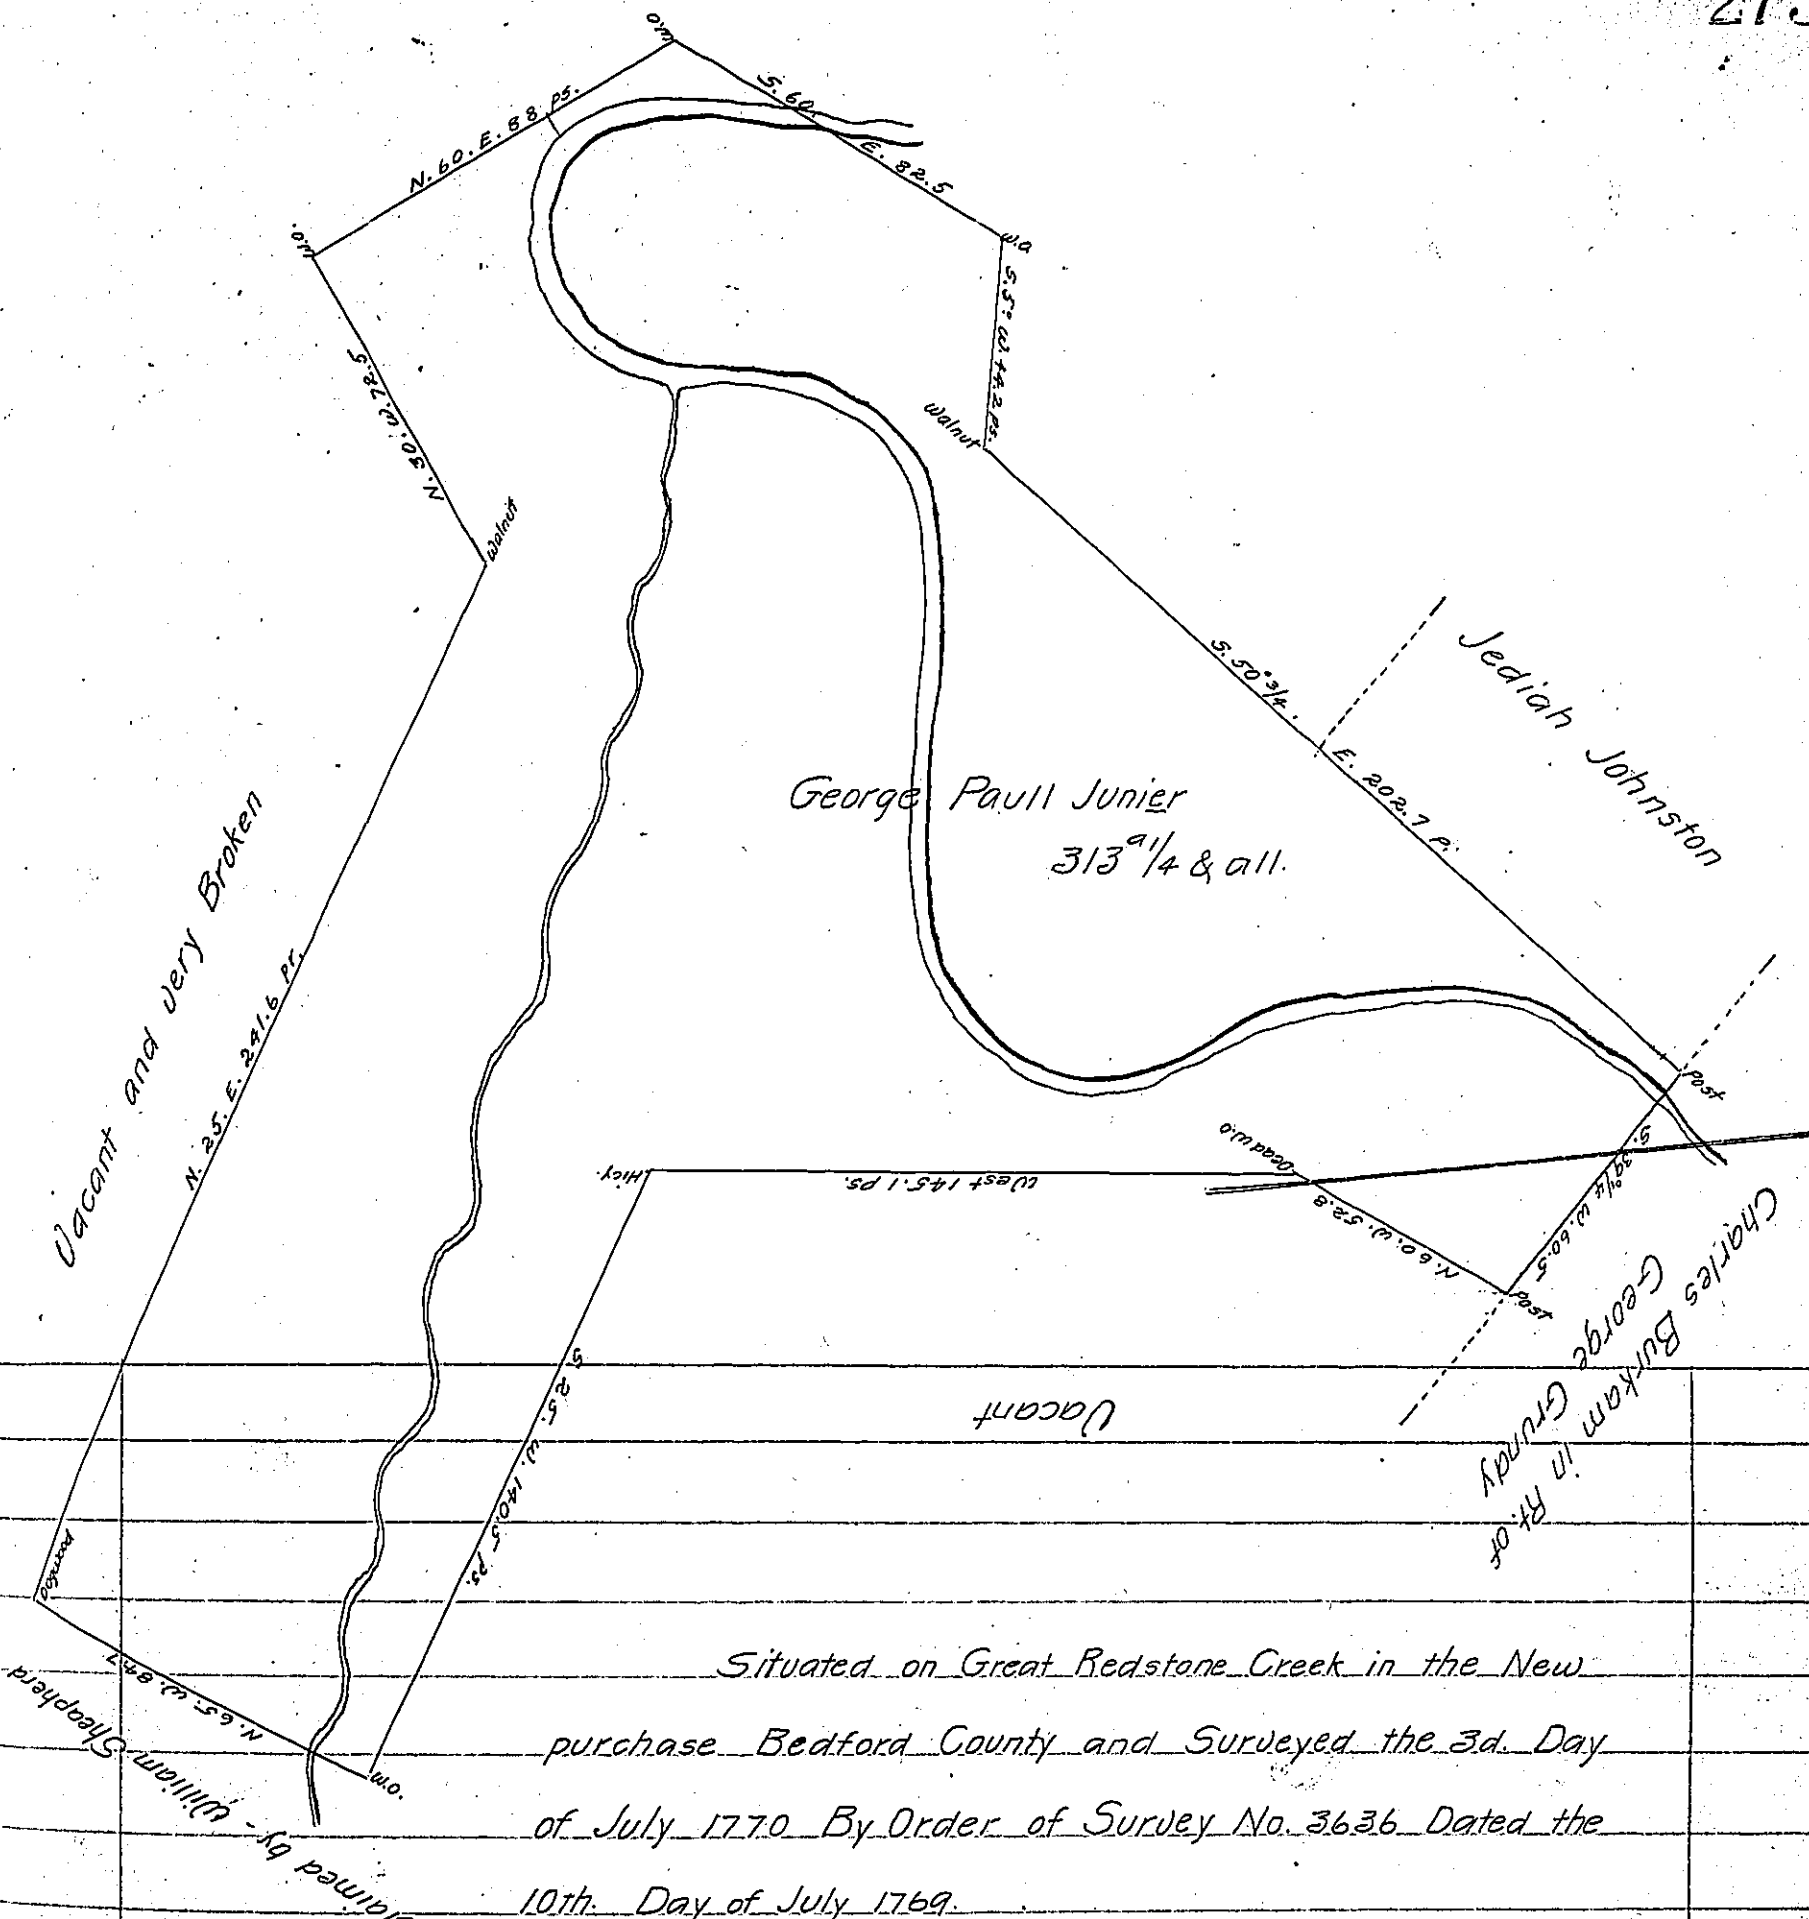 W.O.
N. 60. E. 88 ps.
S. 60.
E. 82.5
W.O.
S. 5° W. 44.2 ps.
Walnut
N. 30. W. 78.5
Walnut
S. 50°3/4.
E. 202.7 P.
Jediah Johnston
George Paull Junier
313ᵃ1/4 & all.
Vacant and very Broken
N. 25. E. 241.6 Pr.
Post
S. 39°1/4 W. 60.5
Post
N. 60. W. 52.8
Dead W.O
West 145.1 ps.
Hicy.
S 25. W. 140.5 Ps.
Vacant
Charles Burkam in Rt. of
George Grundy
N. 65. W. 84.7
W.O.
William Sheapherd
aimed by -
Situated on Great Redstone Creek in the New
purchase Bedford County and Surveyed the 3d. Day
of July 1770 By Order of Survey No. 3636 Dated the
10th. Day of July 1769.